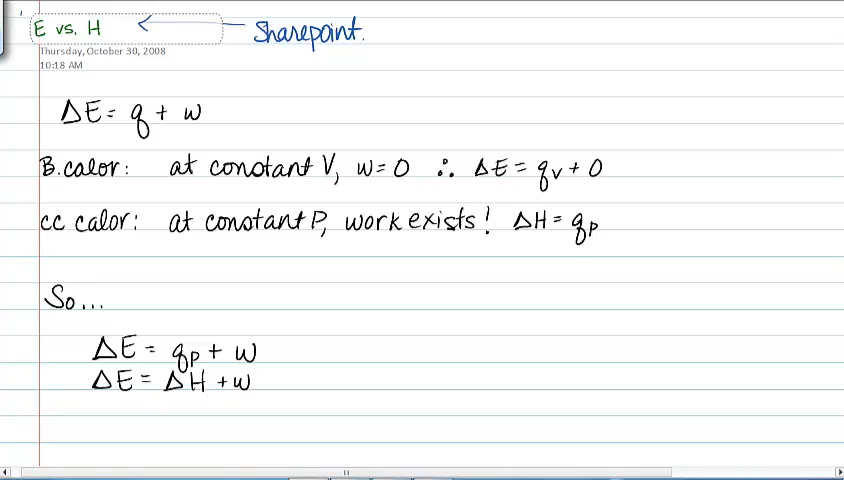 E vs. H
Sharepoint.
Thursday, October 30, 2008
10:18 AM
ΔE = q + w
B.calor: at constant V, w = 0 ∴ ΔE = qᵥ + 0
cc calor: at constant P, work exists! ΔH = qₚ
So...
ΔE = qₚ + w
ΔE = ΔH + w